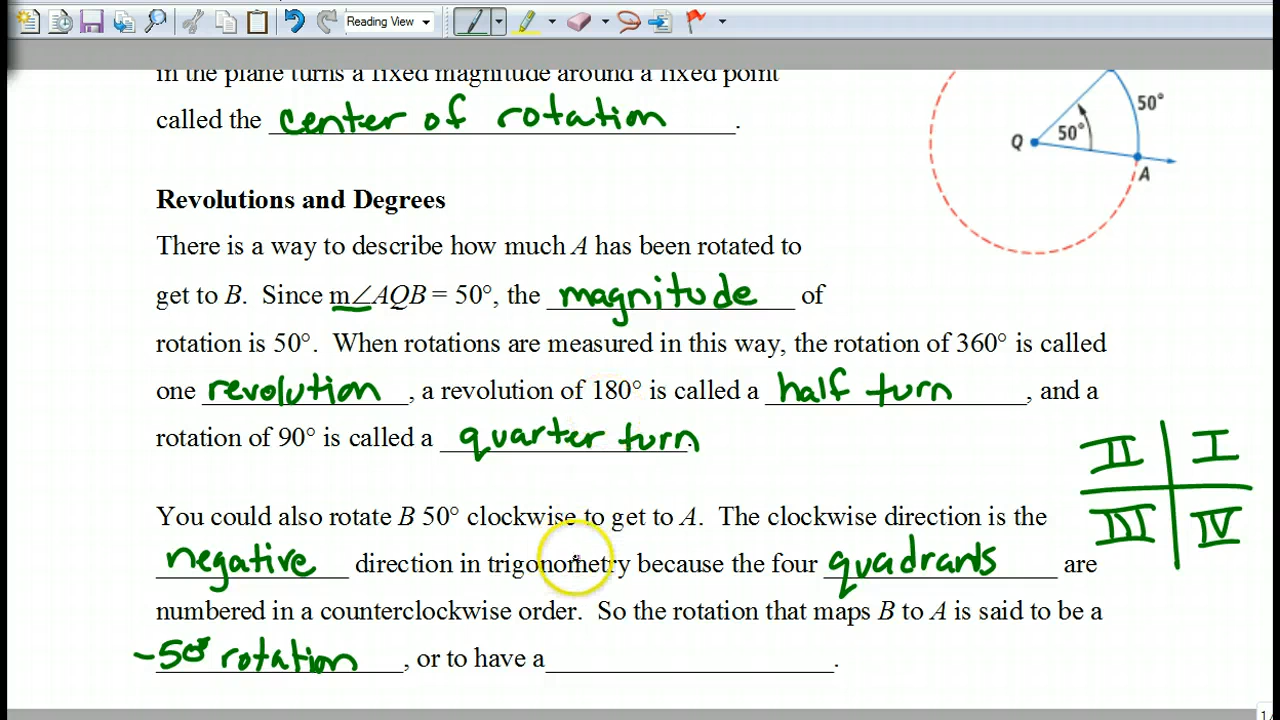 Reading View
in the plane turns a fixed magnitude around a fixed point
called the center of rotation.
50°
Q
50°
A
Revolutions and Degrees
There is a way to describe how much A has been rotated to
get to B. Since m∠AQB = 50°, the magnitude of
rotation is 50°. When rotations are measured in this way, the rotation of 360° is called
one revolution, a revolution of 180° is called a half turn, and a
rotation of 90° is called a quarter turn.
II I
III IV
You could also rotate B 50° clockwise to get to A. The clockwise direction is the
negative direction in trigonometry because the four quadrants are
numbered in a counterclockwise order. So the rotation that maps B to A is said to be a
-50° rotation, or to have a.